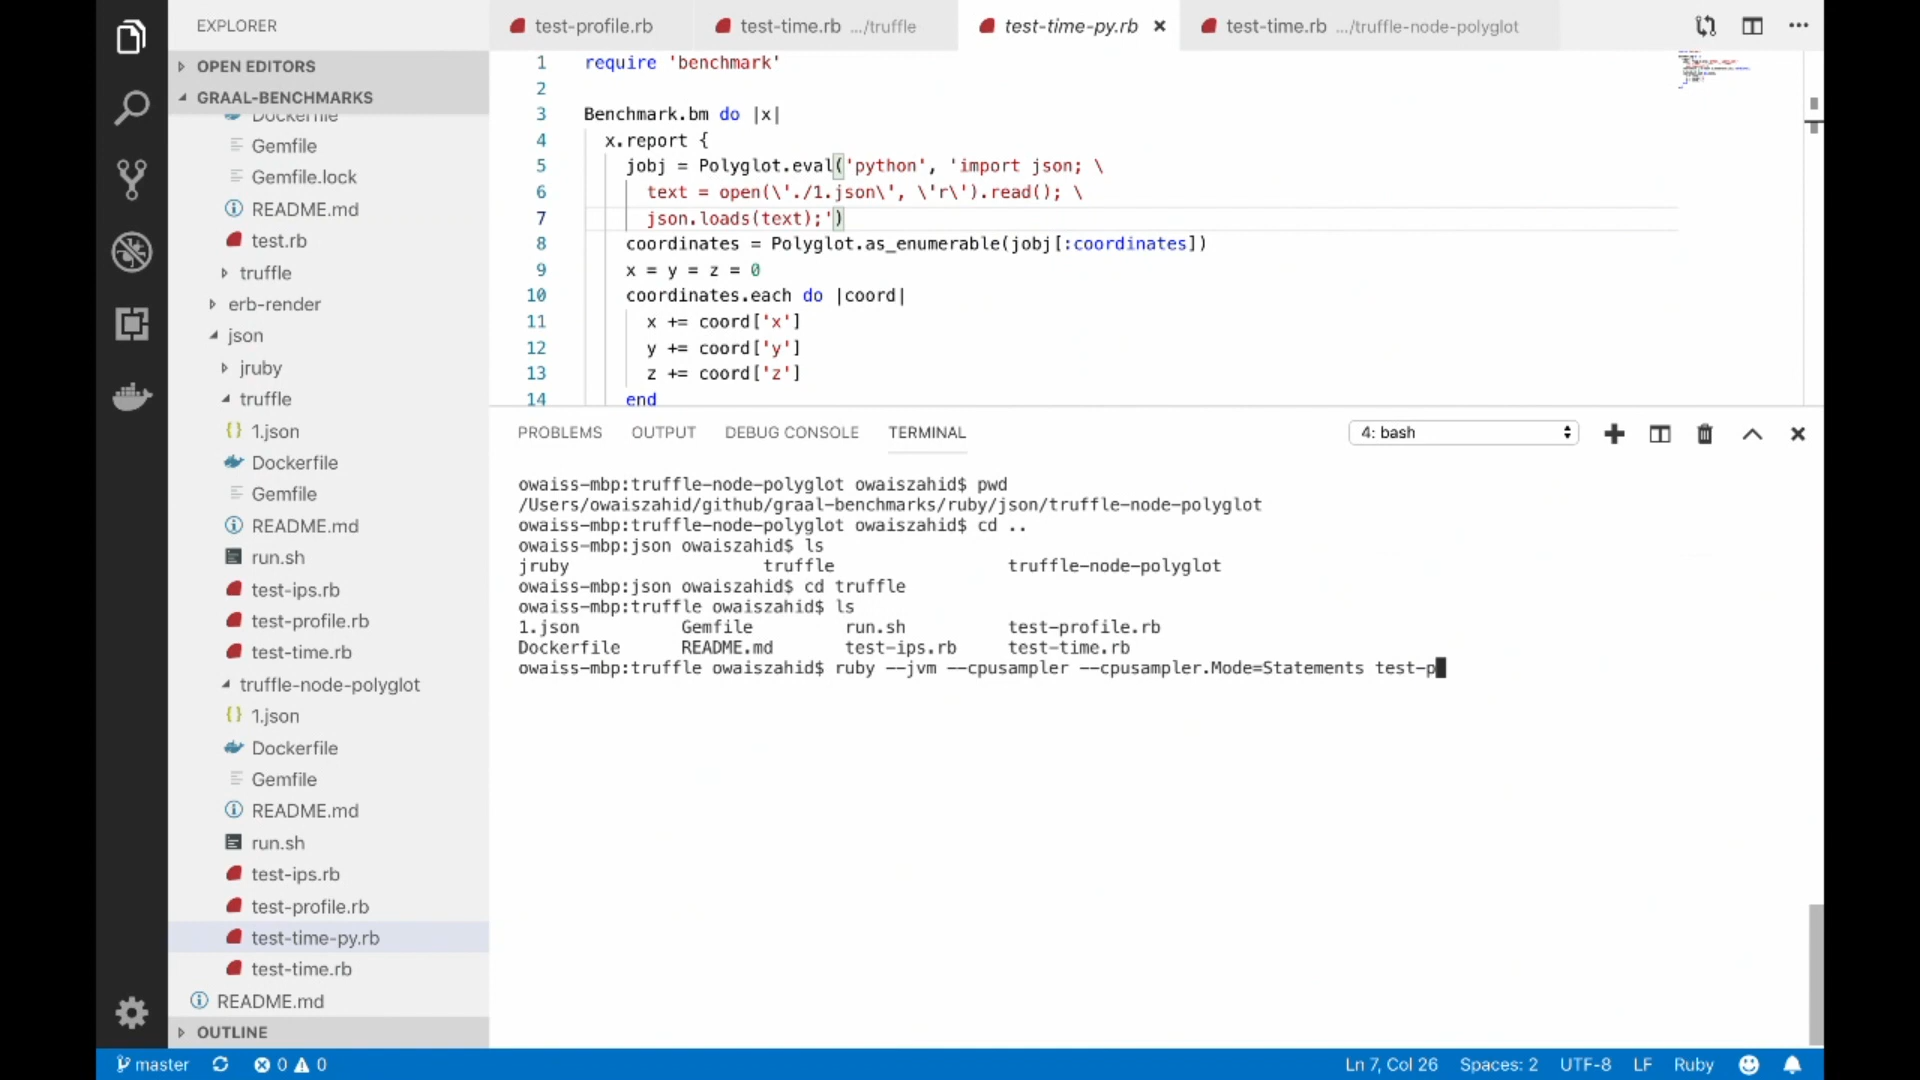 EXPLORER
OPEN EDITORS
GRAAL-BENCHMARKS
Dockerfile
Gemfile
Gemfile.lock
README.md
test.rb
truffle
erb-render
json
jruby
truffle
1.json
Dockerfile
Gemfile
README.md
run.sh
test-ips.rb
test-profile.rb
test-time.rb
truffle-node-polyglot
1.json
Dockerfile
Gemfile
README.md
run.sh
test-ips.rb
test-profile.rb
test-time-py.rb
test-time.rb
README.md
OUTLINE
test-profile.rb
test-time.rb .../truffle
test-time-py.rb
test-time.rb .../truffle-node-polyglot
1 require 'benchmark'
2
3 Benchmark.bm do |x|
4 x.report {
5 jobj = Polyglot.eval('python', 'import json; \
6 text = open(\'./1.json\', \'r\').read(); \
7 json.loads(text);')
8 coordinates = Polyglot.as_enumerable(jobj[:coordinates])
9 x = y = z = 0
10 coordinates.each do |coord|
11 x += coord['x']
12 y += coord['y']
13 z += coord['z']
14 end
PROBLEMS OUTPUT DEBUG CONSOLE TERMINAL 4: bash
owaiss-mbp:truffle-node-polyglot owaiszahid$ pwd
/Users/owaiszahid/github/graal-benchmarks/ruby/json/truffle-node-polyglot
owaiss-mbp:truffle-node-polyglot owaiszahid$ cd ..
owaiss-mbp:json owaiszahid$ ls
jruby truffle truffle-node-polyglot
owaiss-mbp:json owaiszahid$ cd truffle
owaiss-mbp:truffle owaiszahid$ ls
1.json Gemfile run.sh test-profile.rb
Dockerfile README.md test-ips.rb test-time.rb
owaiss-mbp:truffle owaiszahid$ ruby --jvm --cpusampler --cpusampler.Mode=Statements test-p
master 0 0 Ln 7, Col 26 Spaces: 2 UTF-8 LF Ruby